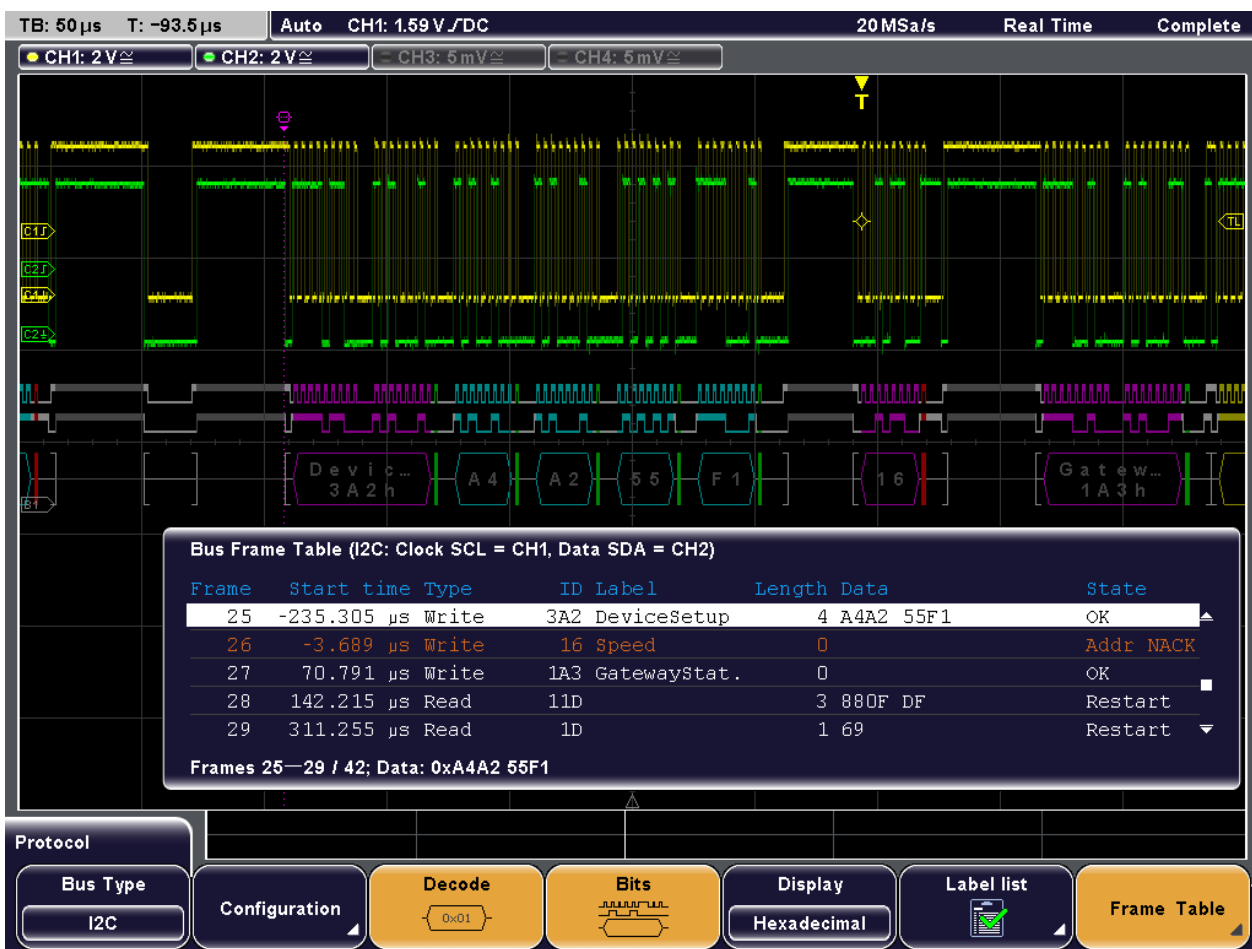 TB: 50 µs T: -93.5 µs Auto CH1: 1.59 V DC 20 MSa/s Real Time Complete
CH1: 2 V CH2: 2 V CH3: 5 mV CH4: 5 mV
T
C1
TL
C2
C1
C2
Devic... A4 A2 55 F1 16 Gatew...
3A2h 1A3h
B1
Bus Frame Table (I2C: Clock SCL = CH1, Data SDA = CH2)
Frame Start time Type ID Label Length Data State
25 -235.305 µs Write 3A2 DeviceSetup 4 A4A2 55F1 OK
26 -3.689 µs Write 16 Speed 0 Addr NACK
27 70.791 µs Write 1A3 GatewayStat. 0 OK
28 142.215 µs Read 11D 3 880F DF Restart
29 311.255 µs Read 1D 1 69 Restart
Frames 25—29 / 42; Data: 0xA4A2 55F1
Protocol
Bus Type Configuration Decode Bits Display Label list Frame Table
I2C 0x01 Hexadecimal